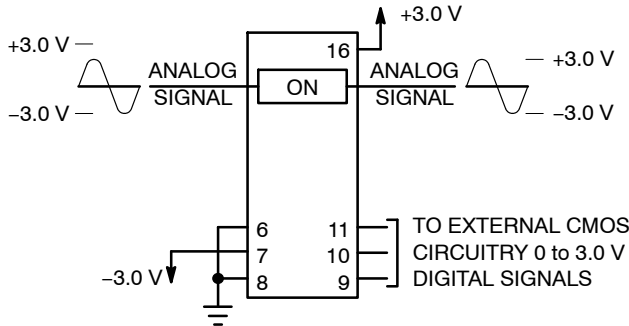 +3.0 V
+3.0 V
16
ANALOG
SIGNAL
ON
ANALOG
SIGNAL
+3.0 V
−3.0 V
−3.0 V
6
7
8
11
10
9
TO EXTERNAL CMOS
CIRCUITRY 0 to 3.0 V
DIGITAL SIGNALS
−3.0 V